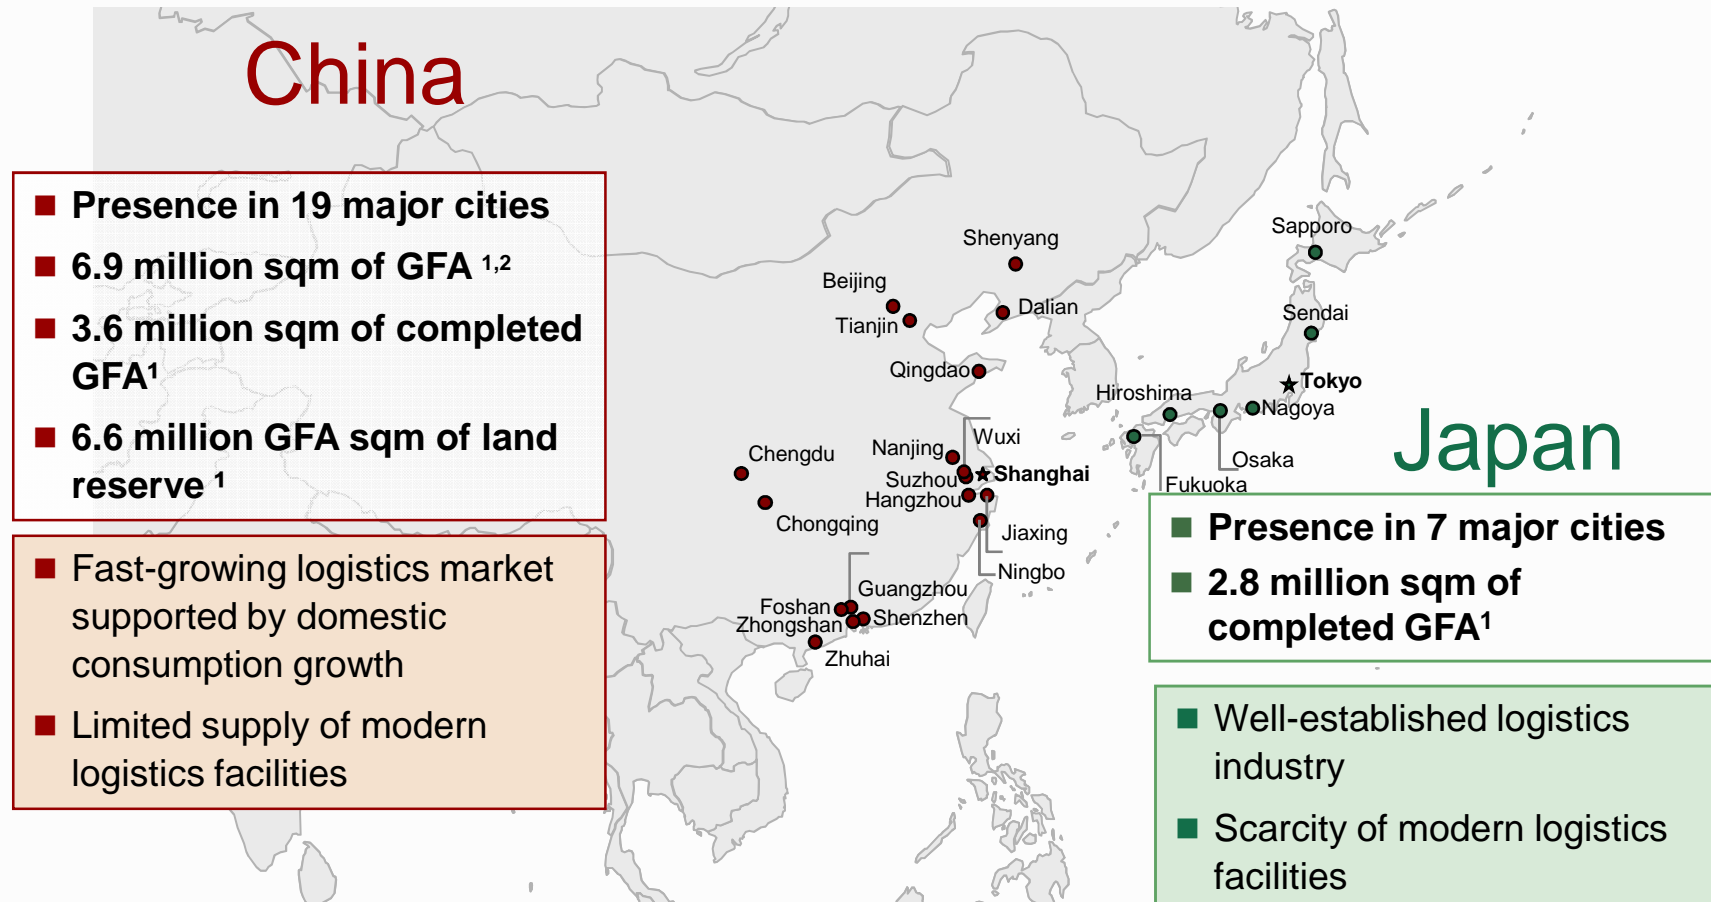 China
■ Presence in 19 major cities
■ 6.9 million sqm of GFA 1,2
■ 3.6 million sqm of completed
GFA1
■ 6.6 million GFA sqm of land
reserve 1
■ Fast-growing logistics market
supported by domestic
consumption growth
■ Limited supply of modern
logistics facilities
Shenyang
Beijing
Tianjin
Dalian
Qingdao
Wuxi
Nanjing
Suzhou
Shanghai
Hangzhou
Chengdu
Chongqing
Jiaxing
Ningbo
Guangzhou
Foshan
Zhongshan
Shenzhen
Zhuhai
Sapporo
Sendai
Tokyo
Hiroshima
Nagoya
Osaka
Fukuoka
Japan
■ Presence in 7 major cities
■ 2.8 million sqm of
completed GFA1
■ Well-established logistics
industry
■ Scarcity of modern logistics
facilities